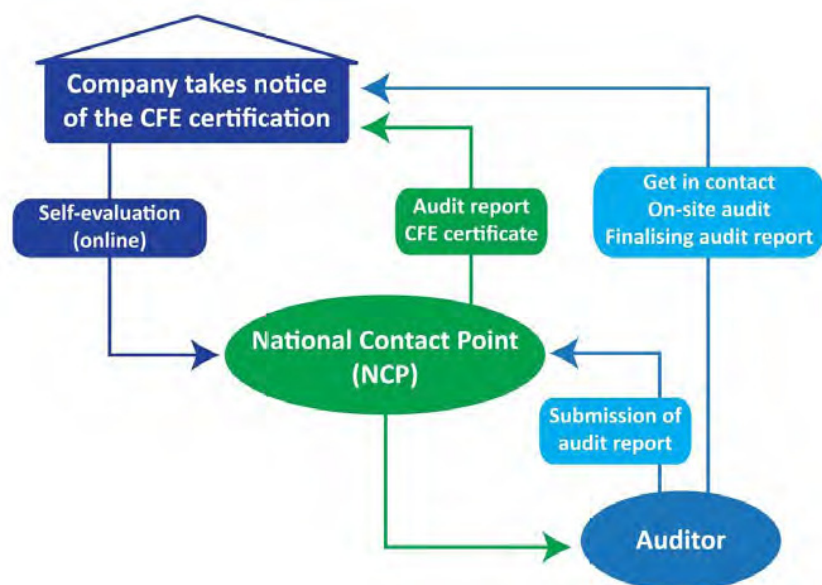 Company takes notice
of the CFE certification
Self-evaluation
(online)
Audit report
CFE certificate
Get in contact
On-site audit
Finalising audit report
National Contact Point
(NCP)
Submission of
audit report
Auditor